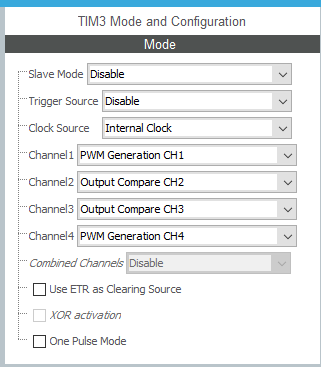 TIM3 Mode and Configuration
Mode
Slave Mode Disable
Trigger Source Disable
Clock Source Internal Clock
Channel1 PWM Generation CH1
Channel2 Output Compare CH2
Channel3 Output Compare CH3
Channel4 PWM Generation CH4
Combined Channels Disable
Use ETR as Clearing Source
XOR activation
One Pulse Mode